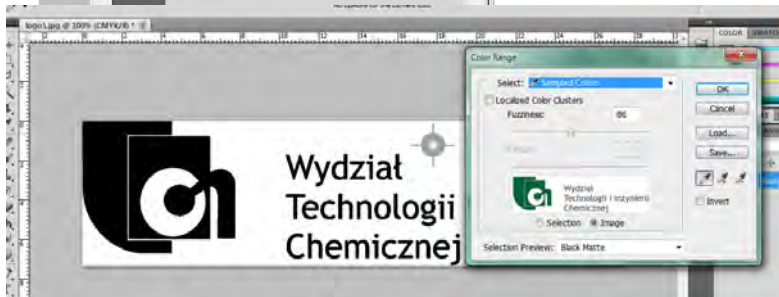 logo1.jpg @ 300% (CMYK/8) *
COLOR
Color Range
Select: Sampled Colors
Localized Color Clusters
Fuzziness:
OK
Cancel
Load...
Save...
Invert
Wydział
Technologii i Inżynierii
Chemicznej
Selection
Image
Selection Preview: Black Matte
Wydział
Technologii
Chemicznej